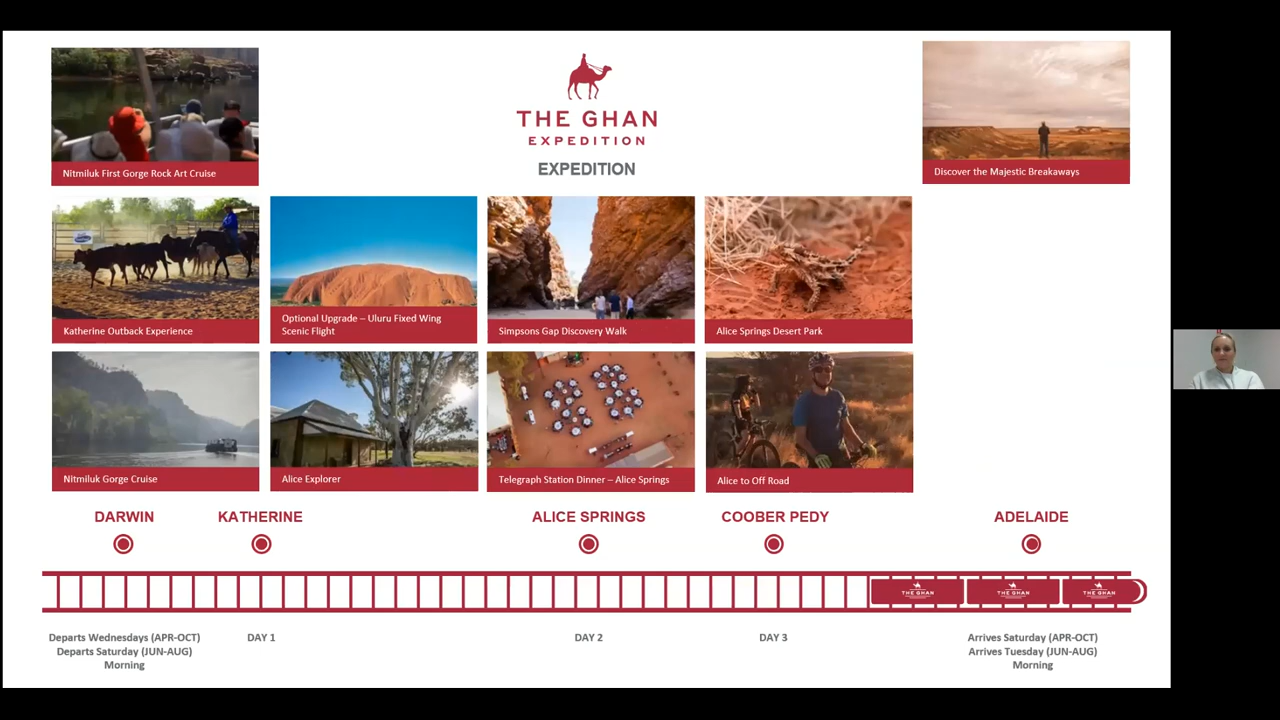 THE GHAN
EXPEDITION
EXPEDITION
Nitmiluk First Gorge Rock Art Cruise
Discover the Majestic Breakaways
Katherine Outback Experience
Optional Upgrade – Uluru Fixed Wing
Scenic Flight
Simpsons Gap Discovery Walk
Alice Springs Desert Park
Nitmiluk Gorge Cruise
Alice Explorer
Telegraph Station Dinner – Alice Springs
Alice to Off Road
DARWIN
KATHERINE
ALICE SPRINGS
COOBER PEDY
ADELAIDE
THE GHAN
THE GHAN
THE GHAN
Departs Wednesdays (APR-OCT)
Departs Saturday (JUN-AUG)
Morning
DAY 1
DAY 2
DAY 3
Arrives Saturday (APR-OCT)
Arrives Tuesday (JUN-AUG)
Morning